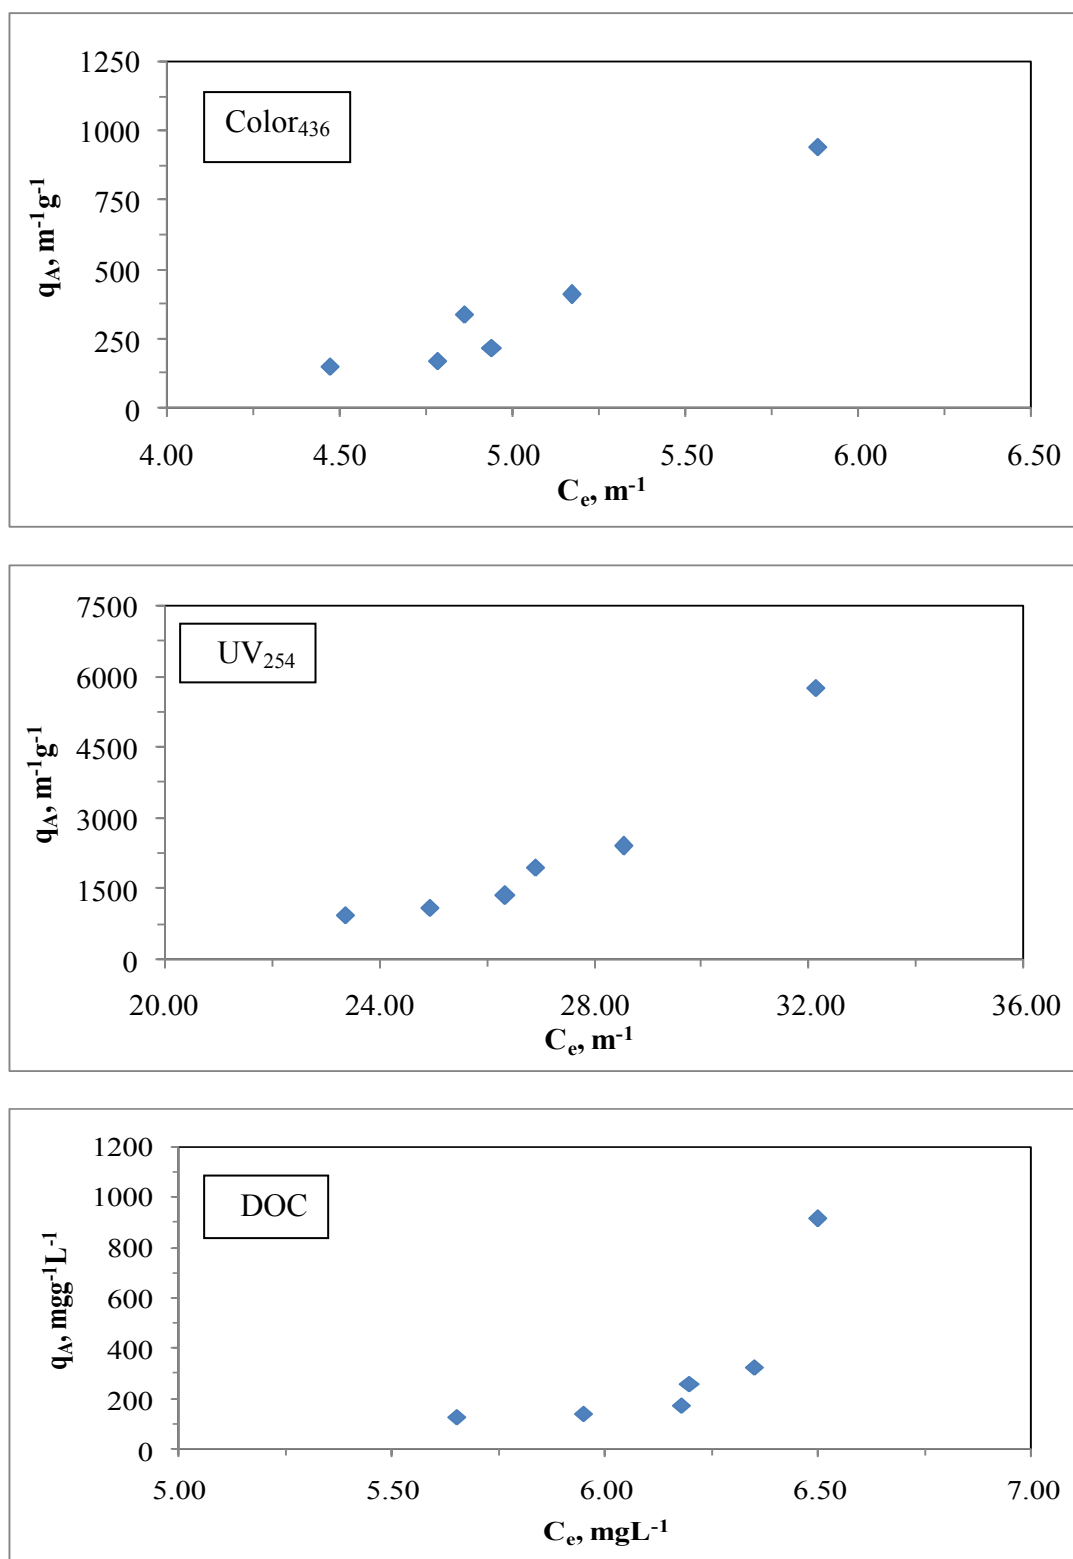 1250
1000
750
500
250
0
q_A, m⁻¹g⁻¹
Color₄₃₆
4.00 4.50 5.00 5.50 6.00 6.50
Cₑ, m⁻¹
7500
6000
4500
3000
1500
0
q_A, m⁻¹g⁻¹
UV₂₅₄
20.00 24.00 28.00 32.00 36.00
Cₑ, m⁻¹
1200
1000
800
600
400
200
0
q_A, mgg⁻¹L⁻¹
DOC
5.00 5.50 6.00 6.50 7.00
Cₑ, mgL⁻¹